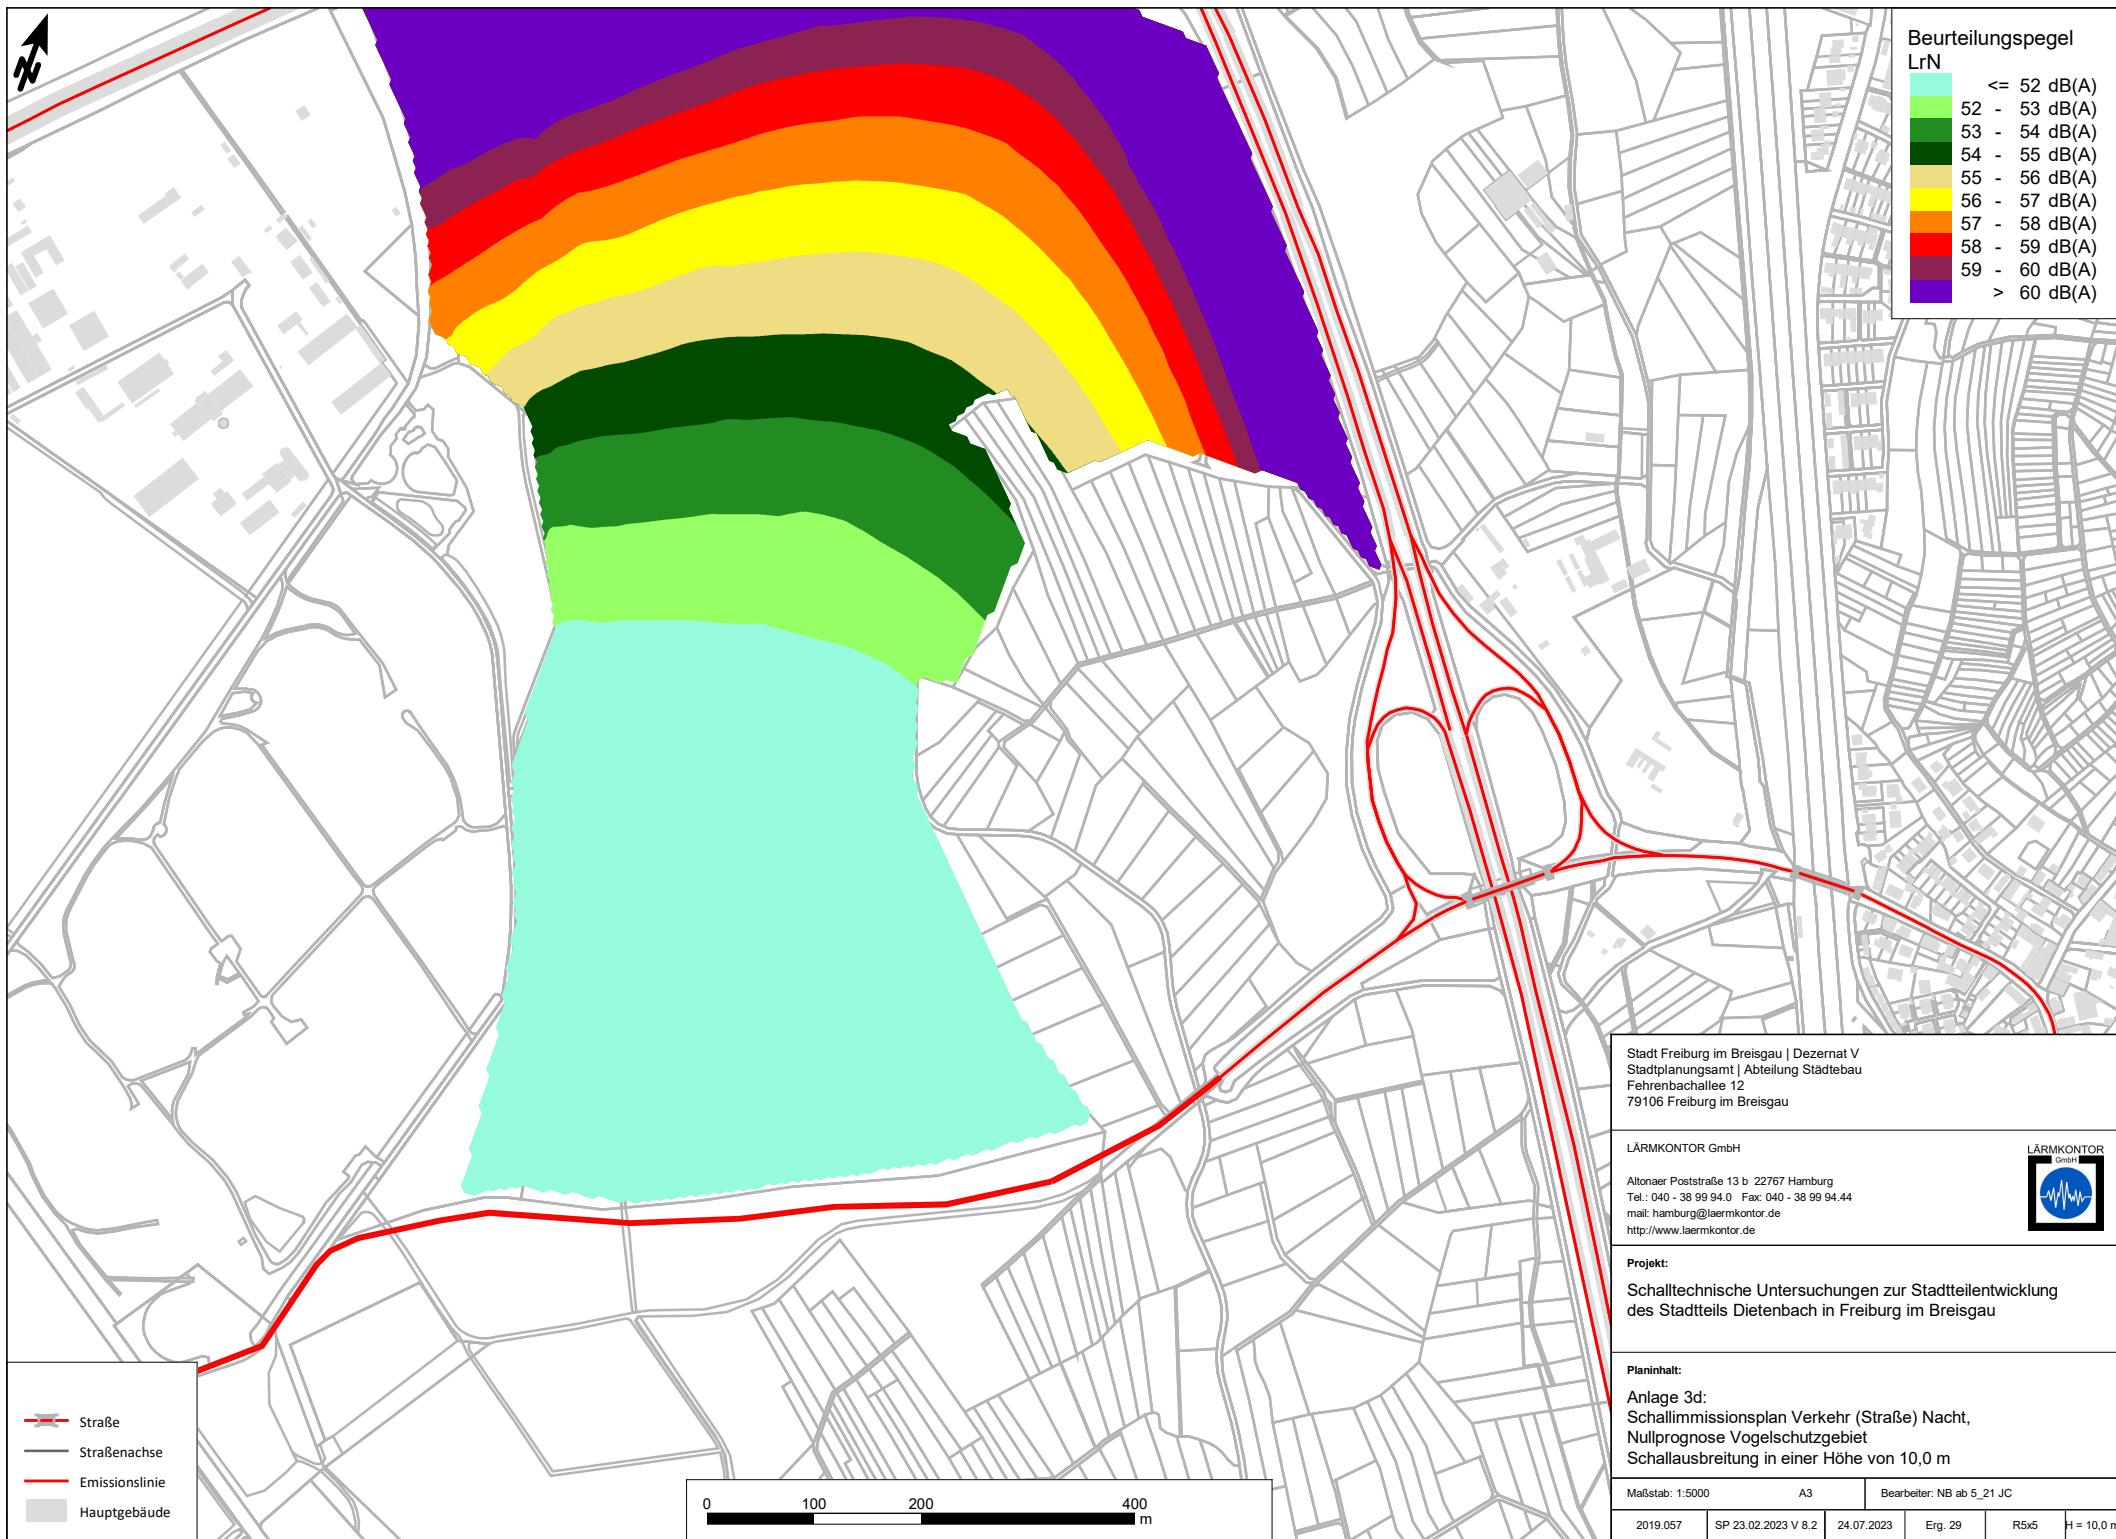 N
Beurteilungspegel
LrN
<= 52 dB(A)
52 - 53 dB(A)
53 - 54 dB(A)
54 - 55 dB(A)
55 - 56 dB(A)
56 - 57 dB(A)
57 - 58 dB(A)
58 - 59 dB(A)
59 - 60 dB(A)
> 60 dB(A)
Stadt Freiburg im Breisgau | Dezernat V
Stadtplanungsamt | Abteilung Städtebau
Fehrenbachallee 12
79106 Freiburg im Breisgau
LÄRMKONTOR GmbH
Altonaer Poststraße 13 b 22767 Hamburg
Tel.: 040 - 38 99 94.0 Fax: 040 - 38 99 94.44
mail: hamburg@laermkontor.de
http://www.laermkontor.de
LÄRMKONTOR
GmbH
Projekt:
Schalltechnische Untersuchungen zur Stadtteilentwicklung
des Stadtteils Dietenbach in Freiburg im Breisgau
Planinhalt:
Anlage 3d:
Schallimmissionsplan Verkehr (Straße) Nacht,
Nullprognose Vogelschutzgebiet
Schallausbreitung in einer Höhe von 10,0 m
Maßstab: 1:5000 A3 Bearbeiter: NB ab 5_21 JC
2019.057 SP 23.02.2023 V 8.2 24.07.2023 Erg. 29 R5x5 H = 10,0 m
Straße
Straßenachse
Emissionslinie
Hauptgebäude
0 100 200 400
m